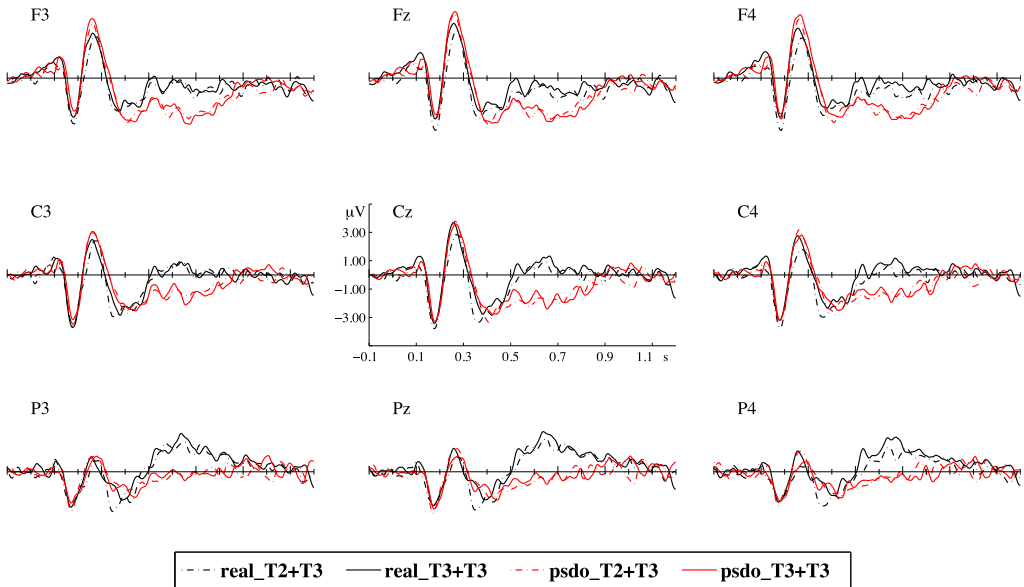 F3
Fz
F4
C3
μV
Cz
C4
3.00
1.00
−1.00
−3.00
−0.1 0.1 0.3 0.5 0.7 0.9 1.1 s
P3
Pz
P4
real_T2+T3 real_T3+T3 psdo_T2+T3 psdo_T3+T3